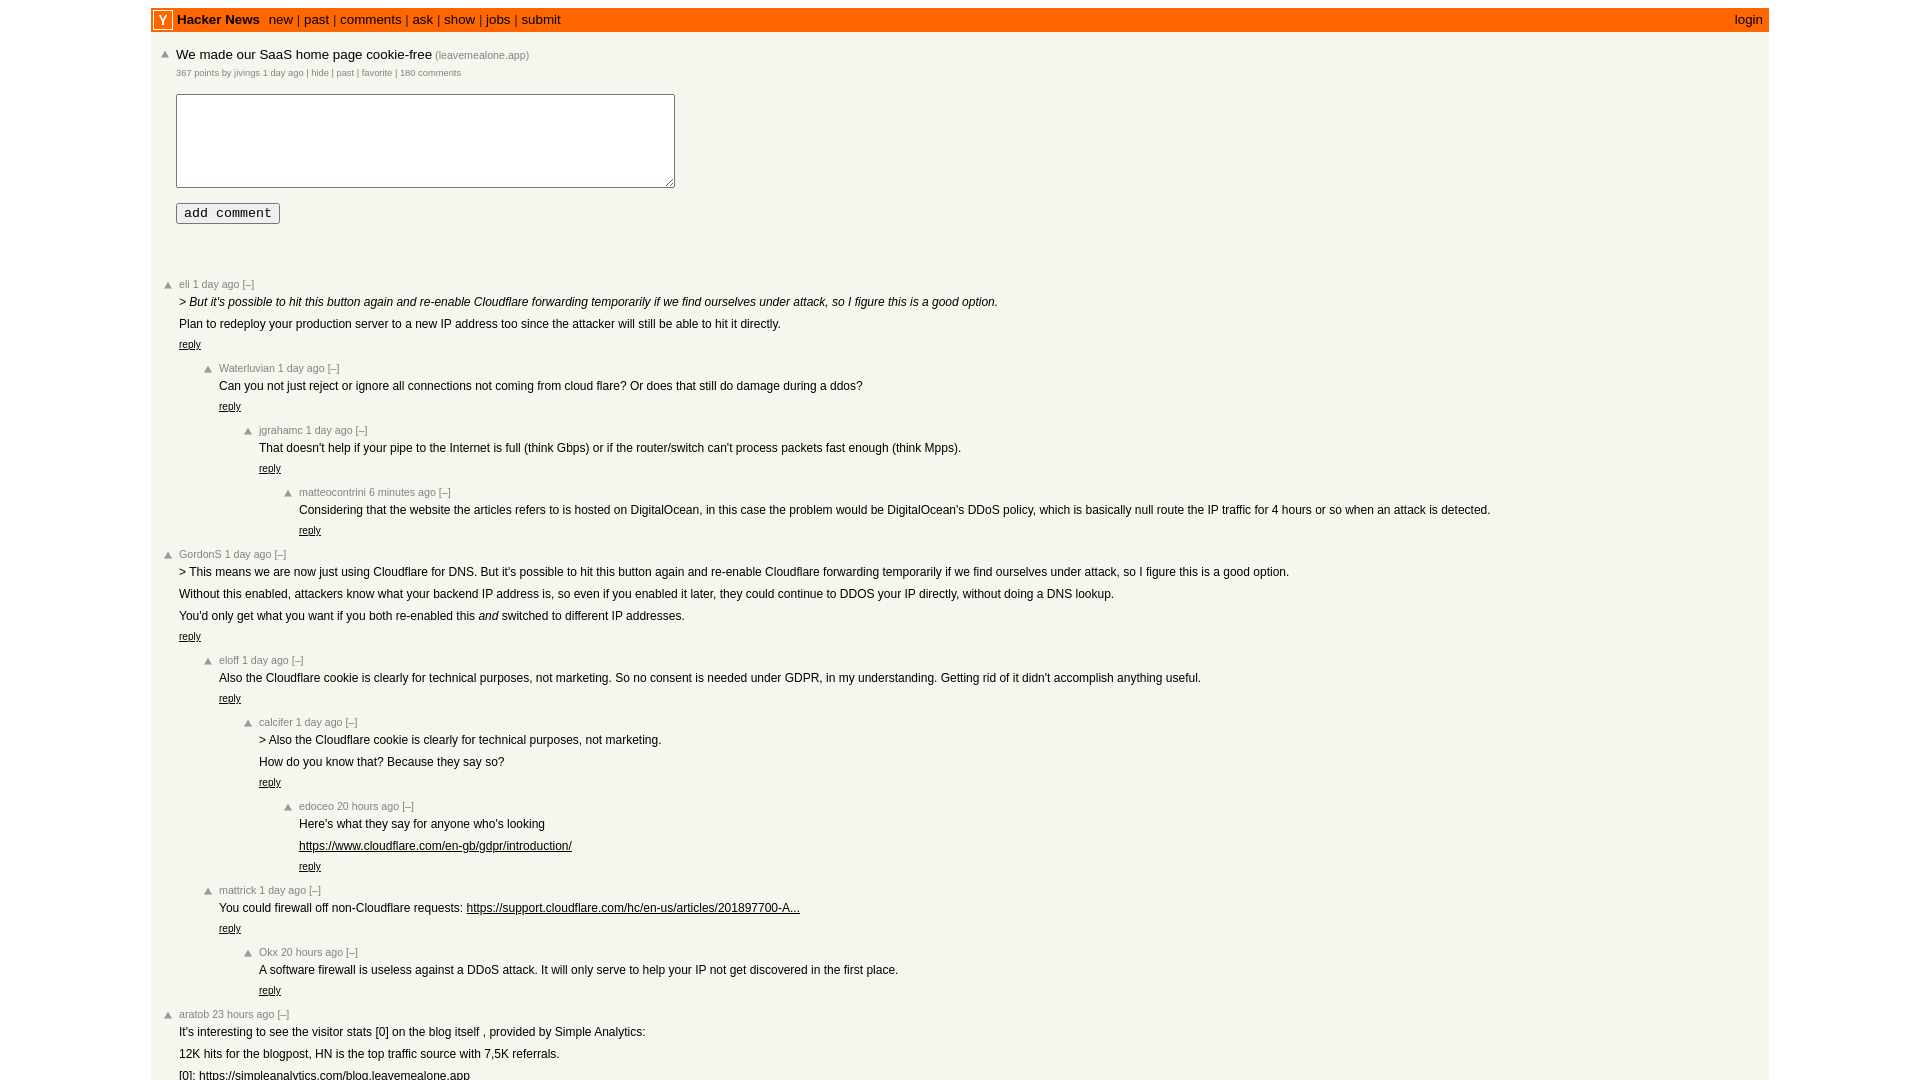 Y Hacker News new | past | comments | ask | show | jobs | submit login
We made our SaaS home page cookie-free (leavemealone.app)
367 points by jivings 1 day ago | hide | past | favorite | 180 comments
add comment
eli 1 day ago [–]
> But it's possible to hit this button again and re-enable Cloudflare forwarding temporarily if we find ourselves under attack, so I figure this is a good option.
Plan to redeploy your production server to a new IP address too since the attacker will still be able to hit it directly.
reply
Waterluvian 1 day ago [–]
Can you not just reject or ignore all connections not coming from cloud flare? Or does that still do damage during a ddos?
reply
jgrahamc 1 day ago [–]
That doesn't help if your pipe to the Internet is full (think Gbps) or if the router/switch can't process packets fast enough (think Mpps).
reply
matteocontrini 6 minutes ago [–]
Considering that the website the articles refers to is hosted on DigitalOcean, in this case the problem would be DigitalOcean's DDoS policy, which is basically null route the IP traffic for 4 hours or so when an attack is detected.
reply
GordonS 1 day ago [–]
> This means we are now just using Cloudflare for DNS. But it's possible to hit this button again and re-enable Cloudflare forwarding temporarily if we find ourselves under attack, so I figure this is a good option.
Without this enabled, attackers know what your backend IP address is, so even if you enabled it later, they could continue to DDOS your IP directly, without doing a DNS lookup.
You'd only get what you want if you both re-enabled this and switched to different IP addresses.
reply
eloff 1 day ago [–]
Also the Cloudflare cookie is clearly for technical purposes, not marketing. So no consent is needed under GDPR, in my understanding. Getting rid of it didn't accomplish anything useful.
reply
calcifer 1 day ago [–]
> Also the Cloudflare cookie is clearly for technical purposes, not marketing.
How do you know that? Because they say so?
reply
edoceo 20 hours ago [–]
Here's what they say for anyone who's looking
https://www.cloudflare.com/en-gb/gdpr/introduction/
reply
mattrick 1 day ago [–]
You could firewall off non-Cloudflare requests: https://support.cloudflare.com/hc/en-us/articles/201897700-A...
reply
Okx 20 hours ago [–]
A software firewall is useless against a DDoS attack. It will only serve to help your IP not get discovered in the first place.
reply
aratob 23 hours ago [–]
It's interesting to see the visitor stats [0] on the blog itself , provided by Simple Analytics:
12K hits for the blogpost, HN is the top traffic source with 7,5K referrals.
[0]: https://simpleanalytics.com/blog.leavemealone.app